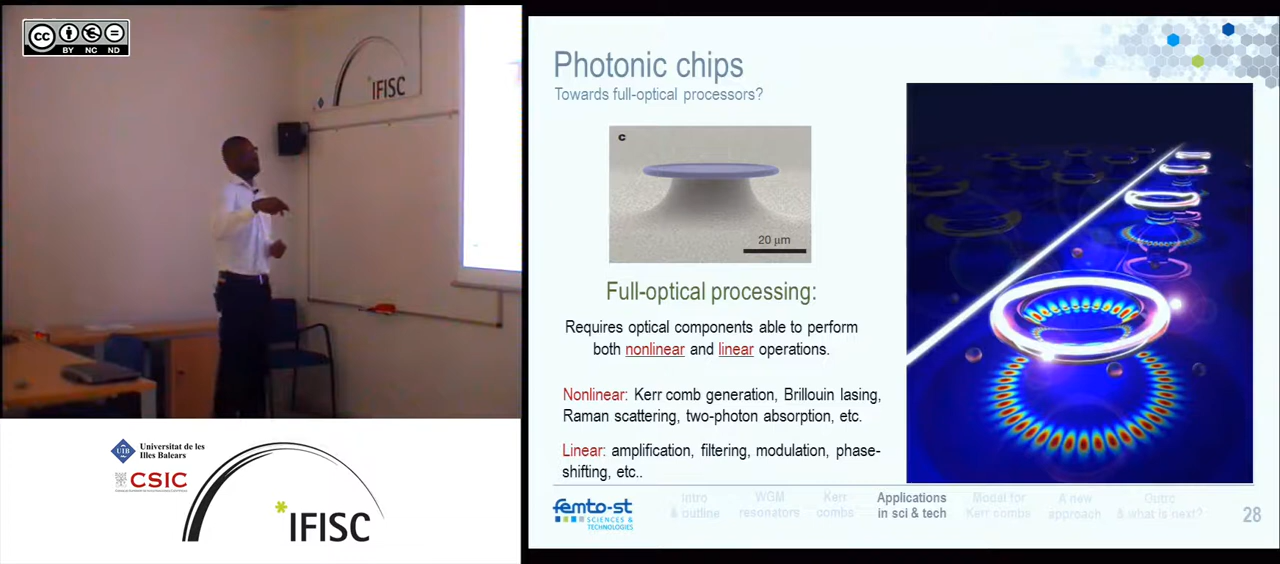 cc
BY NC ND
*IFISC
Universitat de les
Illes Balears
UIB
CSIC
*IFISC
Photonic chips
Towards full-optical processors?
c
20 µm
Full-optical processing:
Requires optical components able to perform
both nonlinear and linear operations.
Nonlinear: Kerr comb generation, Brillouin lasing,
Raman scattering, two-photon absorption, etc.
Linear: amplification, filtering, modulation, phase-
shifting, etc..
femto-st
SCIENCES &
TECHNOLOGIES
Intro
& outline
WGM
resonators
Kerr
combs
Applications
in sci & tech
Modal for
Kerr combs
A new
approach
Outro
& what is next?
28